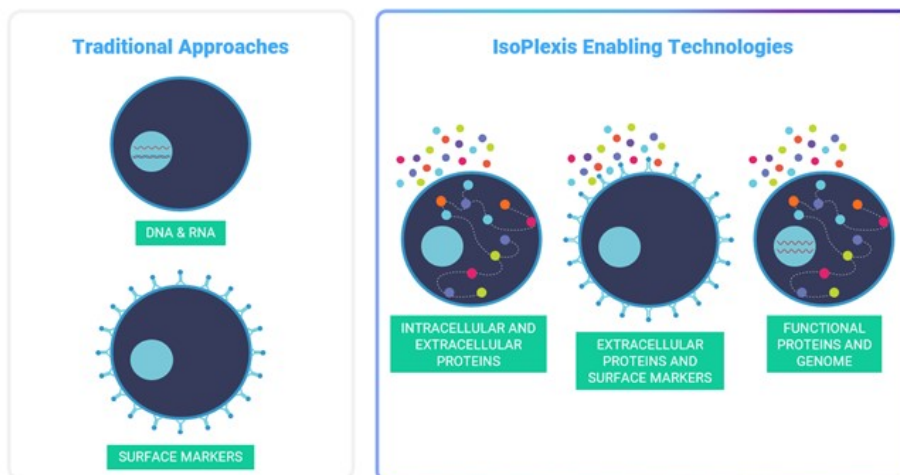 Traditional Approaches
DNA & RNA
SURFACE MARKERS
IsoPlexis Enabling Technologies
INTRACELLULAR AND
EXTRACELLULAR
PROTEINS
EXTRACELLULAR
PROTEINS AND
SURFACE MARKERS
FUNCTIONAL
PROTEINS AND
GENOME